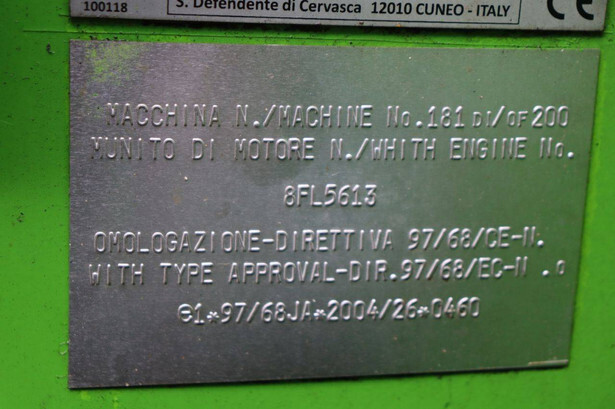 100118
S. Defendente di Cervasca 12010 CUNEO - ITALY
CE
MACCHINA N./MACHINE No.181 DI/OF 200
MUNITO DI MOTORE N./WHITH ENGINE No.
8FL5613
OMOLOGAZIONE-DIRETTIVA 97/68/CE-N.
WITH TYPE APPROVAL-DIR.97/68/EC-N .o
e1*97/68JA*2004/26*0460